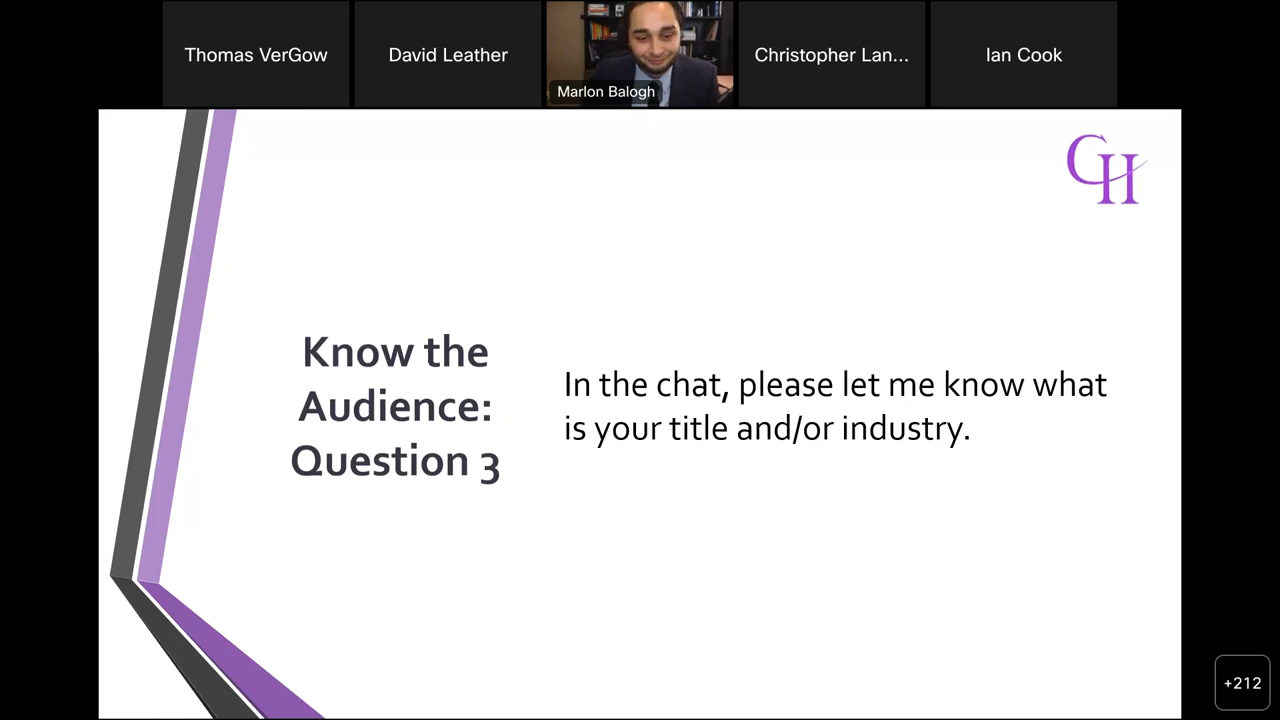 Thomas VerGow
David Leather
Marlon Balogh
Christopher Lan...
Ian Cook
GH
Know the
Audience:
Question 3
In the chat, please let me know what
is your title and/or industry.
+212